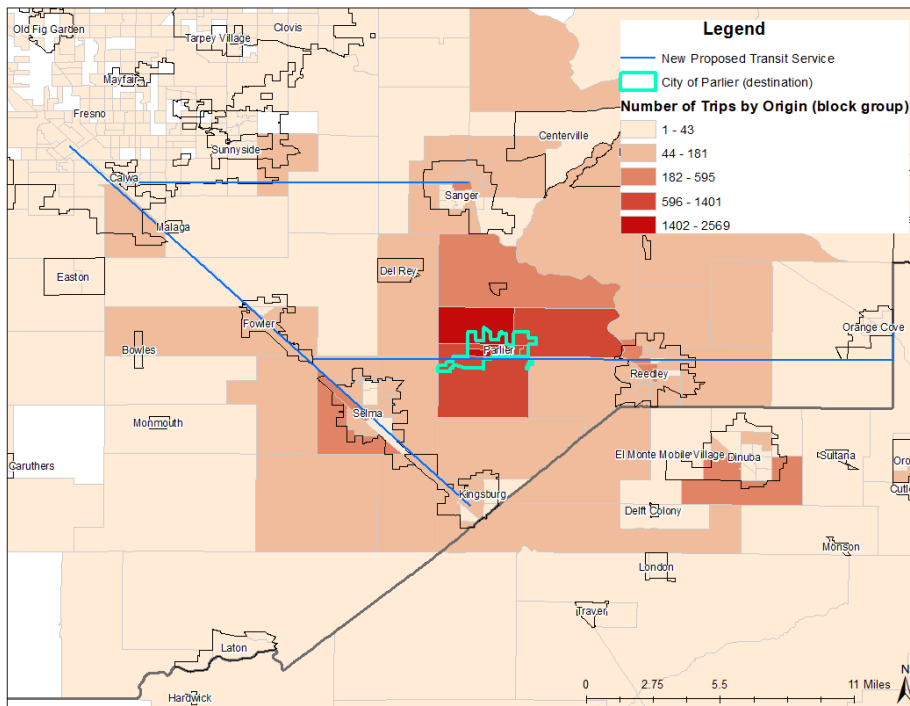 Legend
New Proposed Transit Service
City of Parlier (destination)
Number of Trips by Origin (block group)
1 - 43
44 - 181
182 - 595
596 - 1401
1402 - 2569
Old Fig Garden
Clovis
Tarpey Village
Mayfair
Fresno
Centerville
Sunnyside
Calwa
Sanger
Malaga
Easton
Del Rey
Fowler
Orange Cove
Bowles
Parlier
Reedley
Selma
Monmouth
El Monte Mobile Village
Dinuba
Sultana
Caruthers
Oro
Kingsburg
Cutl
Delft Colony
Monson
London
Traver
Laton
Hardwick
0 2.75 5.5 11 Miles
N